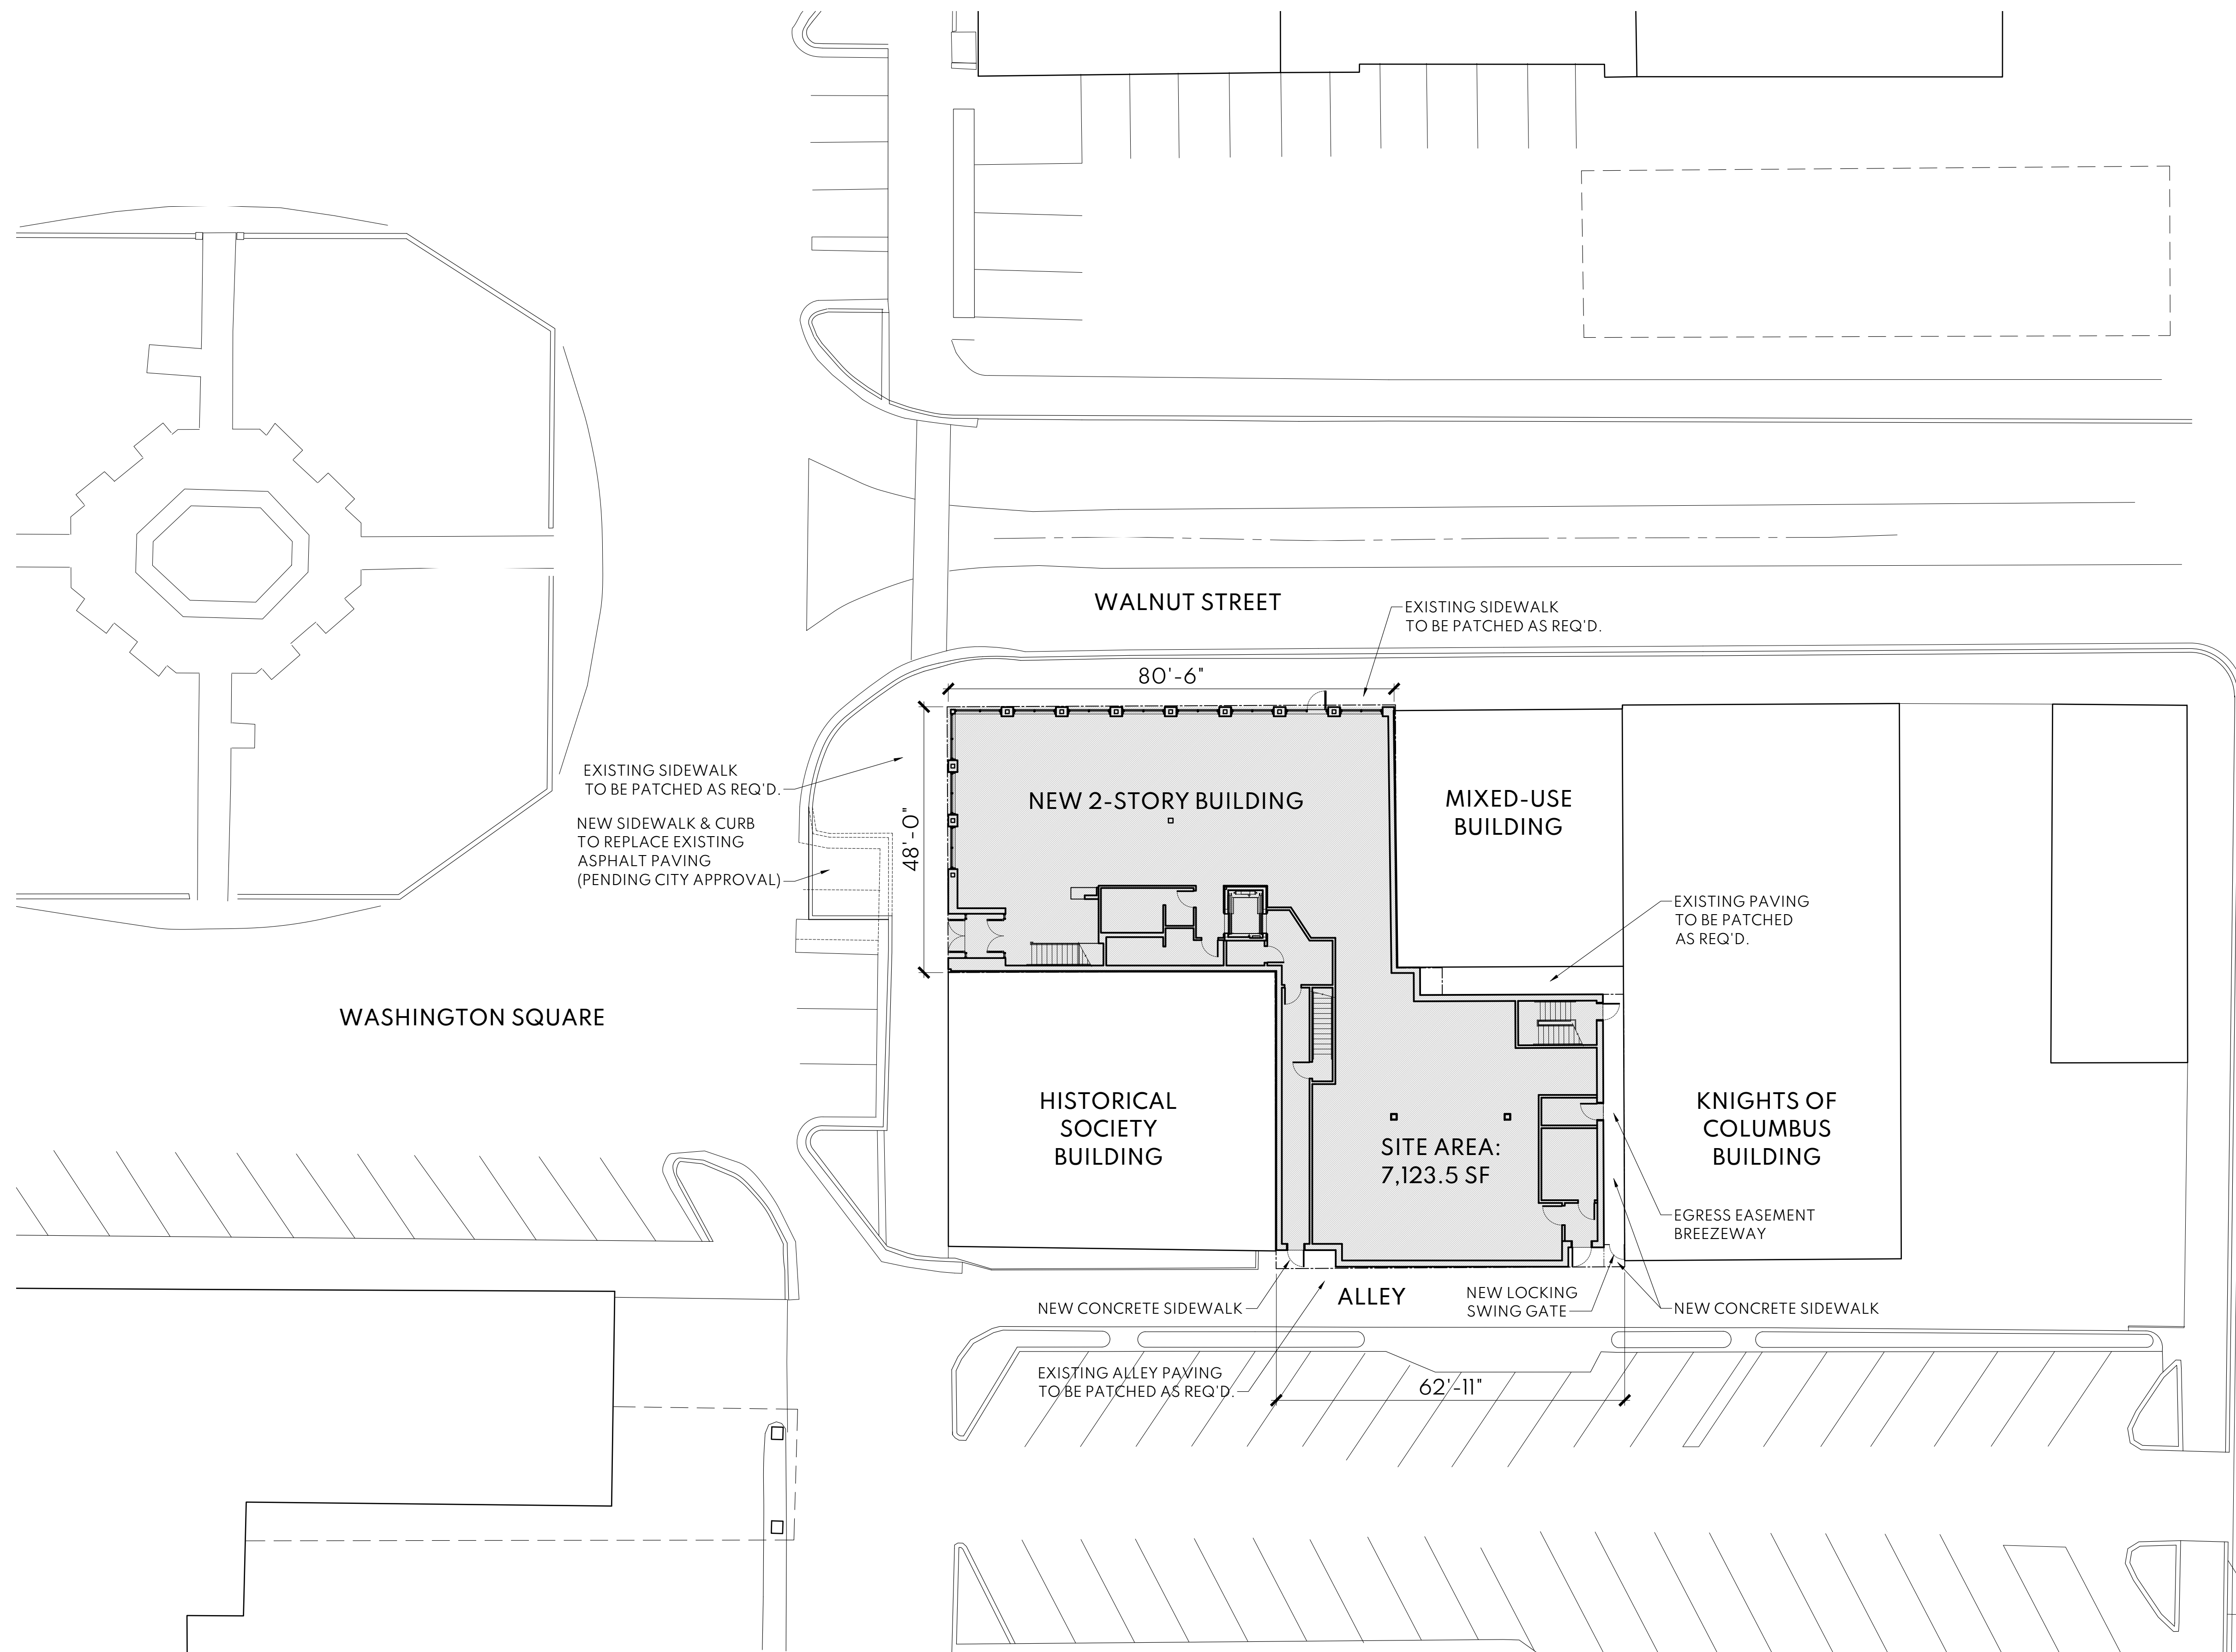 WALNUT STREET
EXISTING SIDEWALK
TO BE PATCHED AS REQ'D.
80'-6"
EXISTING SIDEWALK
TO BE PATCHED AS REQ'D.
NEW SIDEWALK & CURB
TO REPLACE EXISTING
ASPHALT PAVING
(PENDING CITY APPROVAL)
48'-0"
NEW 2-STORY BUILDING
MIXED-USE
BUILDING
EXISTING PAVING
TO BE PATCHED
AS REQ'D.
WASHINGTON SQUARE
HISTORICAL
SOCIETY
BUILDING
SITE AREA:
7,123.5 SF
KNIGHTS OF
COLUMBUS
BUILDING
EGRESS EASEMENT
BREEZEWAY
NEW CONCRETE SIDEWALK
ALLEY
NEW LOCKING
SWING GATE
NEW CONCRETE SIDEWALK
EXISTING ALLEY PAVING
TO BE PATCHED AS REQ'D.
62'-11"